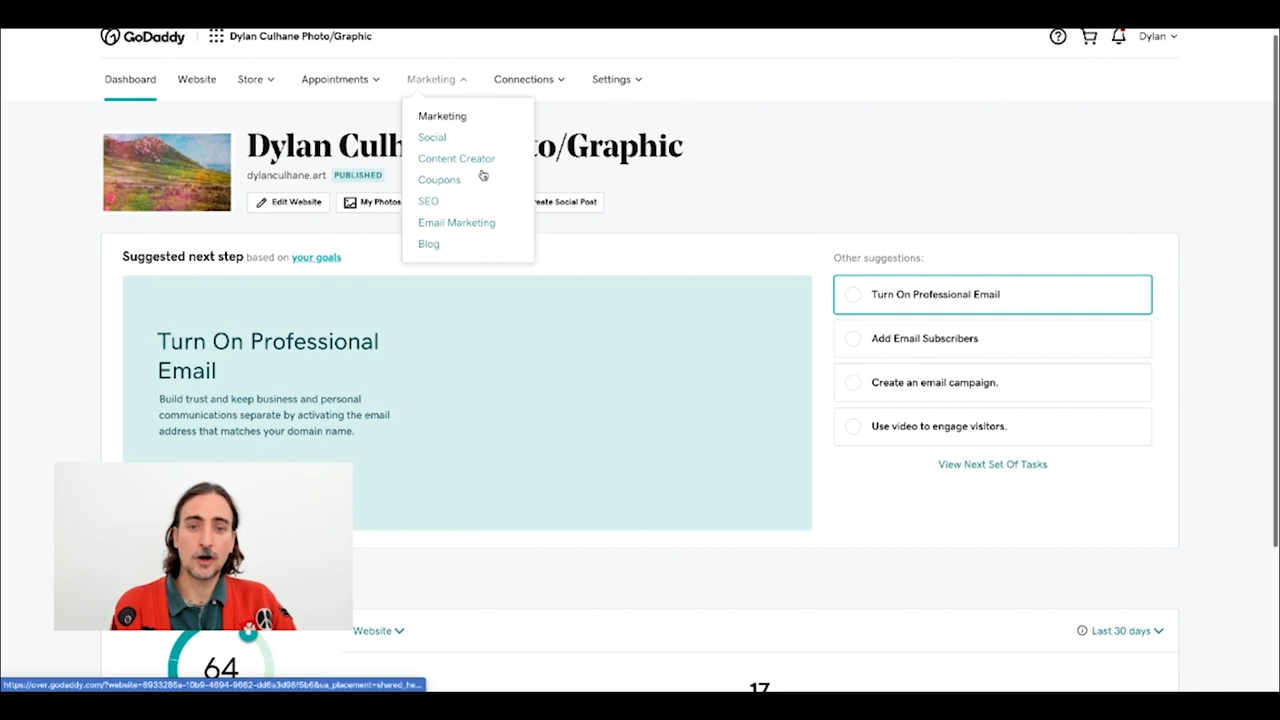 GoDaddy
Dylan Culhane Photo/Graphic
Dylan
Dashboard
Website
Store
Appointments
Marketing
Connections
Settings
Marketing
Social
Content Creator
Coupons
SEO
Email Marketing
Blog
Dylan Culh
o/Graphic
dylanculhane.art PUBLISHED
Edit Website
My Photos
reate Social Post
Suggested next step based on your goals
Turn On Professional
Email
Build trust and keep business and personal
communications separate by activating the email
address that matches your domain name.
Other suggestions:
Turn On Professional Email
Add Email Subscribers
Create an email campaign.
Use video to engage visitors.
View Next Set Of Tasks
Website
Last 30 days
64
17